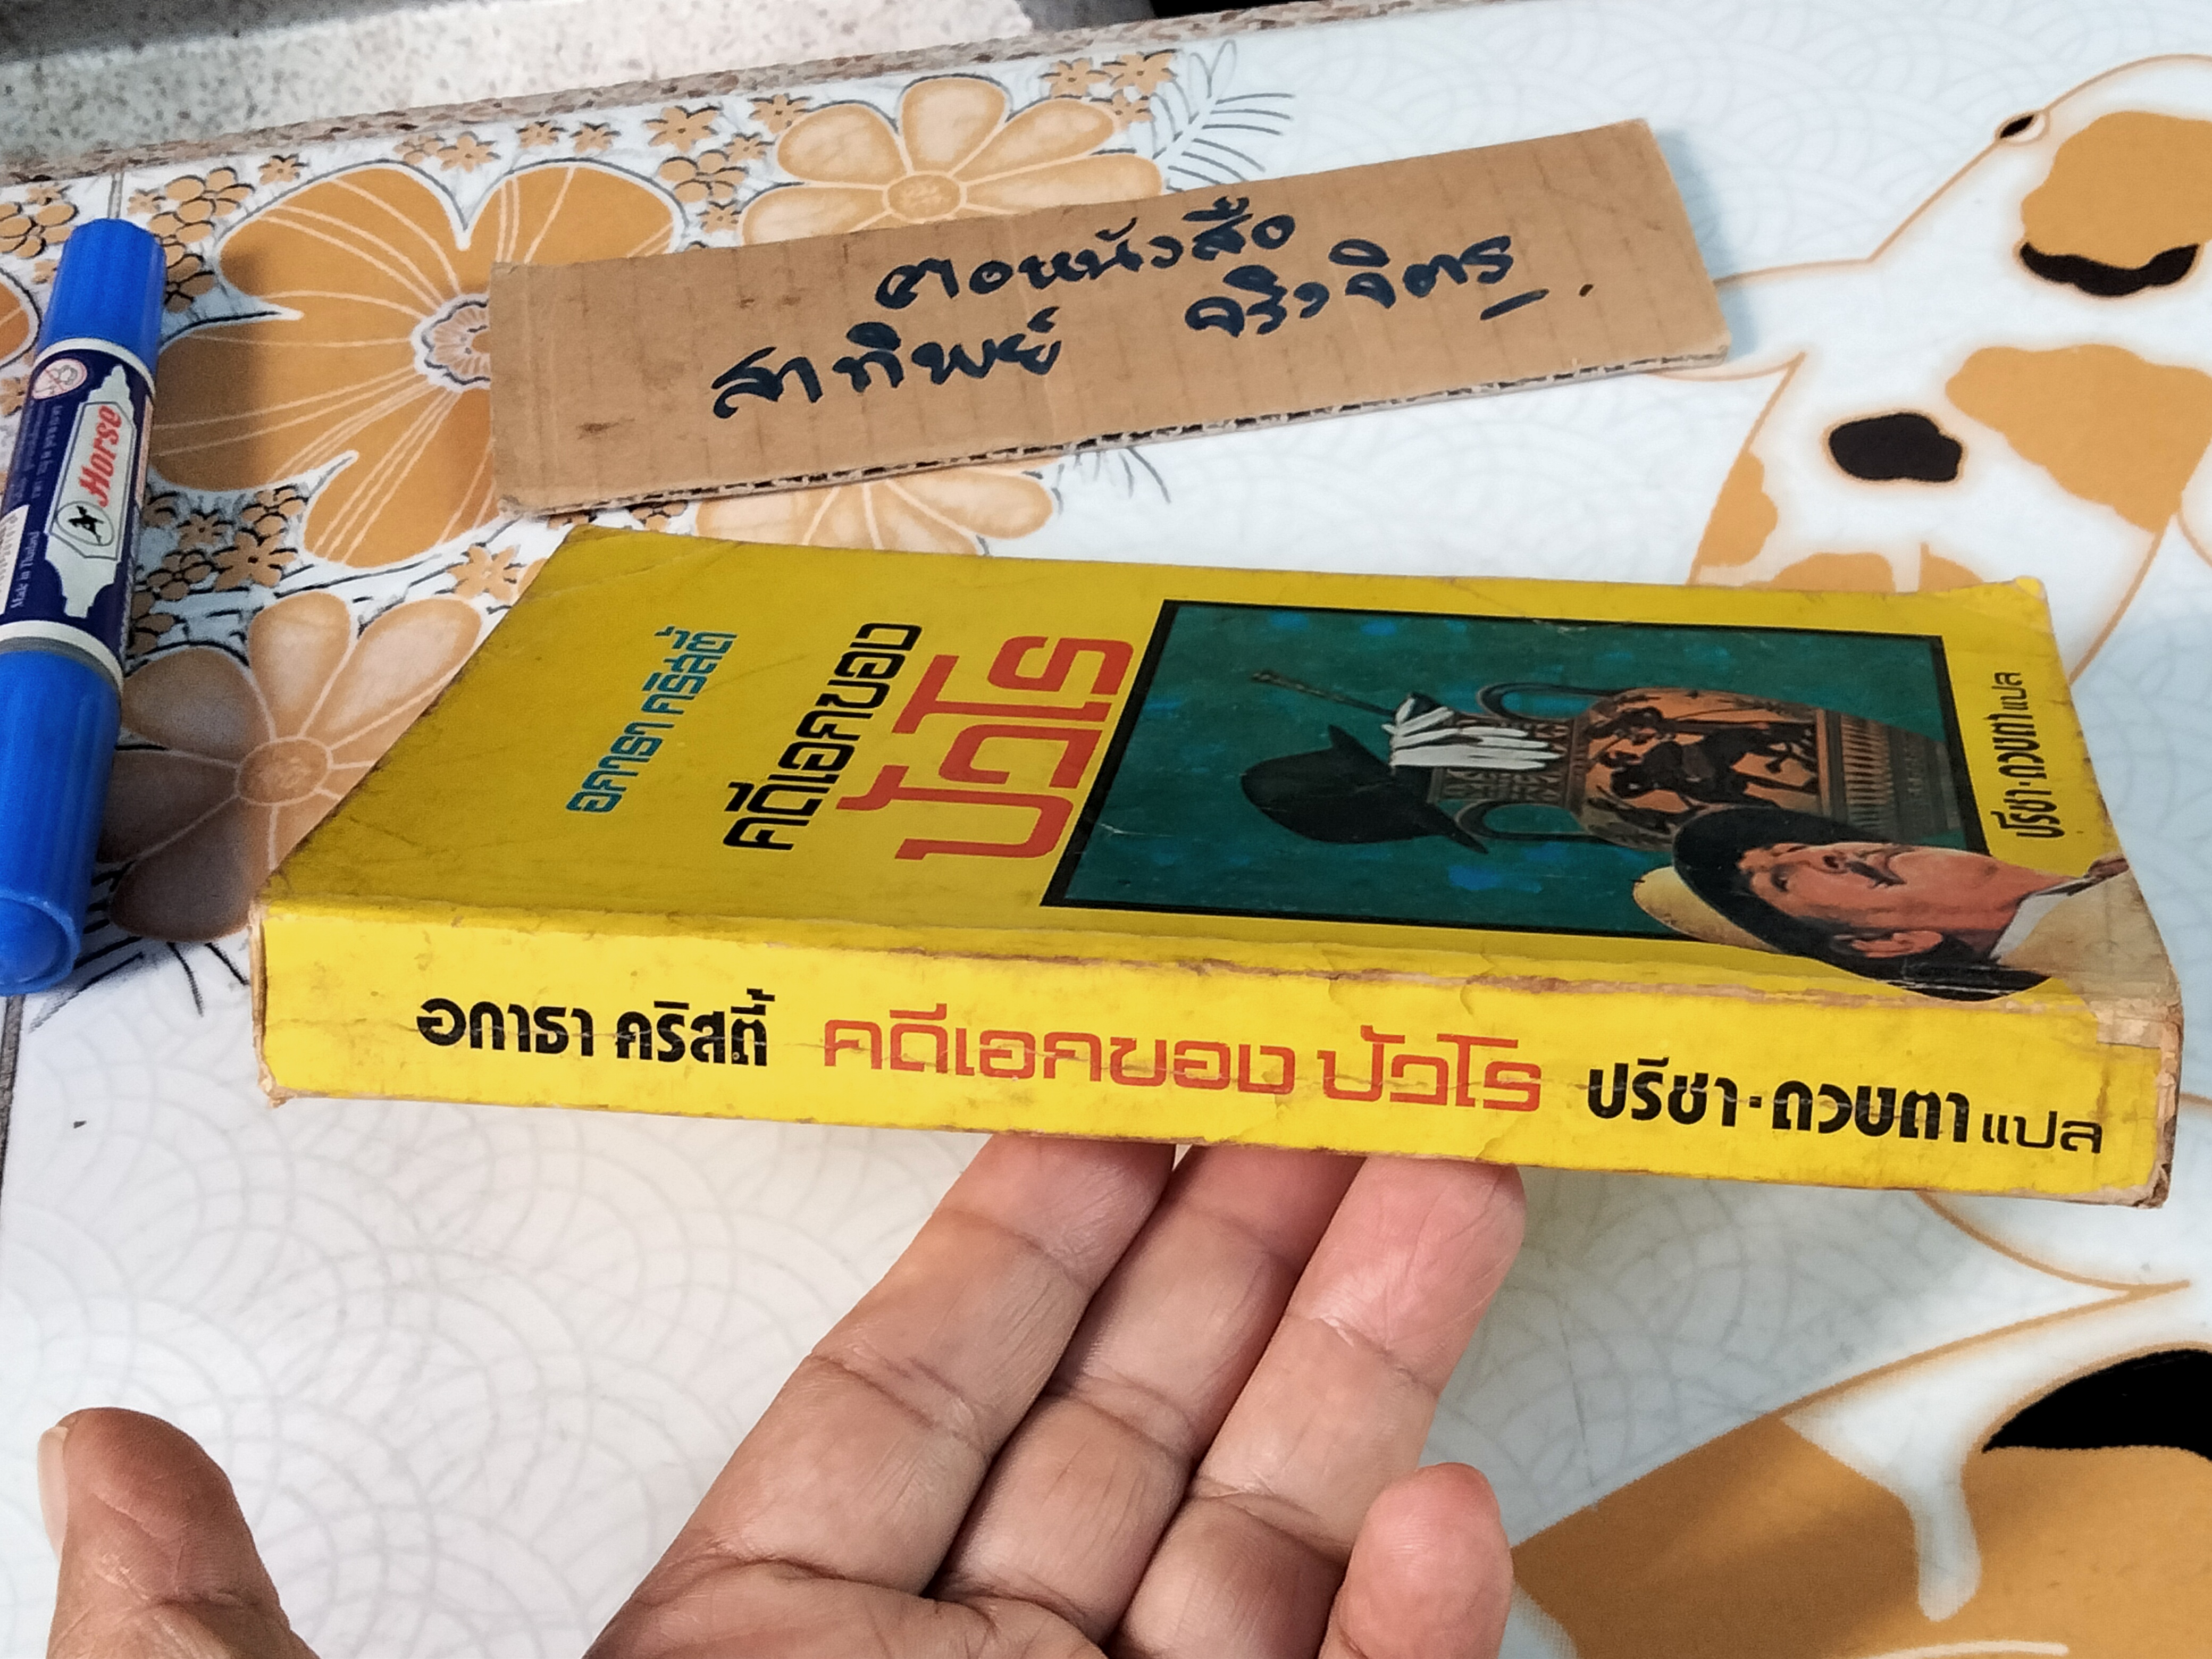 ตอหนังสือ
สาทิพย์ จริงจิตร
Horse
Made in Thailand
อกาธา คริสตี้
คดีเอกของ
ปัวโร
ปรีชา·ดวงตา แปล
อกาธา คริสตี้ คดีเอกของ ปัวโร ปรีชา·ดวงตา แปล